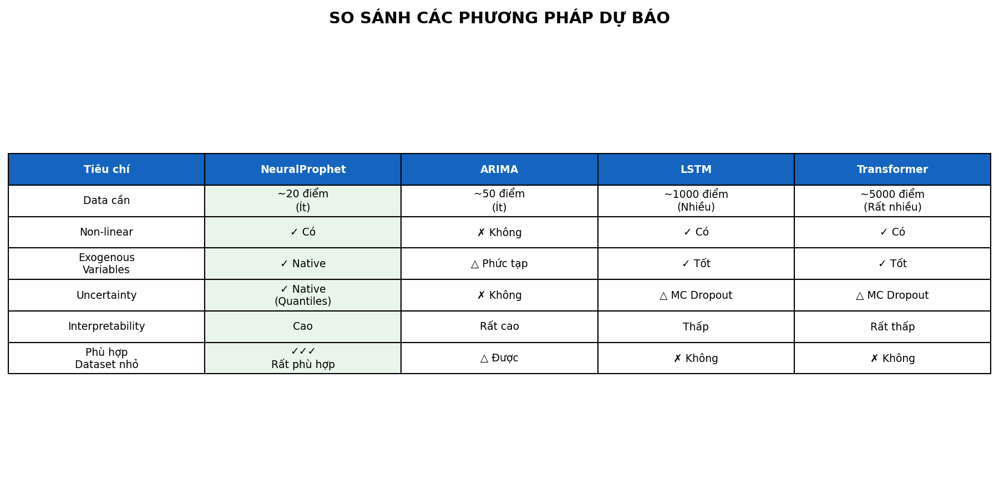 SO SÁNH CÁC PHƯƠNG PHÁP DỰ BÁO
Tiêu chí NeuralProphet ARIMA LSTM Transformer
Data cần
~20 điểm
(Ít)
~50 điểm
(Ít)
~1000 điểm
(Nhiều)
~5000 điểm
(Rất nhiều)
Non-linear ✓ Có ✗ Không ✓ Có ✓ Có
Exogenous
Variables
✓ Native
△ Phức tạp
✓ Tốt
✓ Tốt
Uncertainty
✓ Native
(Quantiles)
✗ Không
△ MC Dropout
△ MC Dropout
Interpretability Cao Rất cao Thấp Rất thấp
Phù hợp
Dataset nhỏ
✓✓✓
Rất phù hợp
△ Được
✗ Không
✗ Không